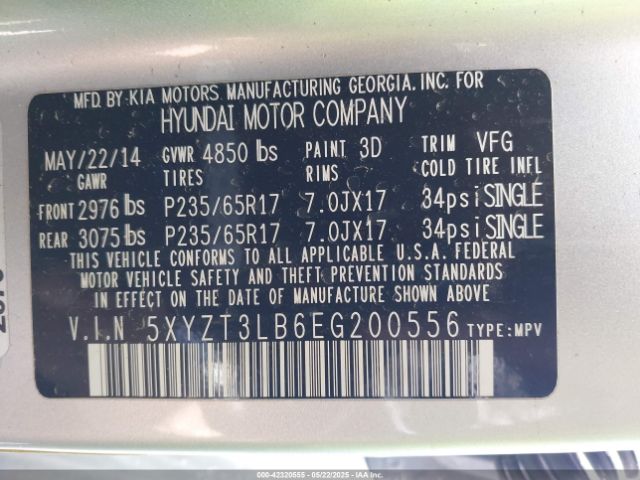 MFD. BY KIA MOTORS MANUFACTURING GEORGIA. INC. FOR
HYUNDAI MOTOR COMPANY
MAY/22/14 GVWR 4850 lbs PAINT 3D TRIM VFG
GAWR TIRES RIMS COLD TIRE INFL
FRONT 2976 lbs P235/65R17 7.0JX17 34psi SINGLE
REAR 3075 lbs P235/65R17 7.0JX17 34psi SINGLE
THIS VEHICLE CONFORMS TO ALL APPLICABLE U.S.A. FEDERAL
MOTOR VEHICLE SAFETY AND THEFT PREVENTION STANDARDS
IN EFFECT ON THE DATE OF MANUFACTURE SHOWN ABOVE.
V.I.N 5XYZT3LB6EG200556 TYPE:MPV
000-42320555 - 05/22/2025 - IAAI